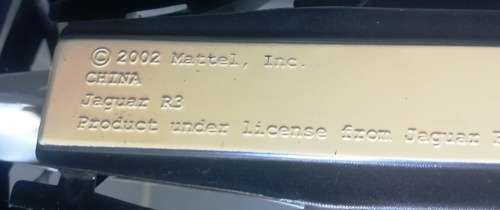 © 2002 Mattel, Inc.
CHINA
Jaguar R3
Product under license from Jaguar